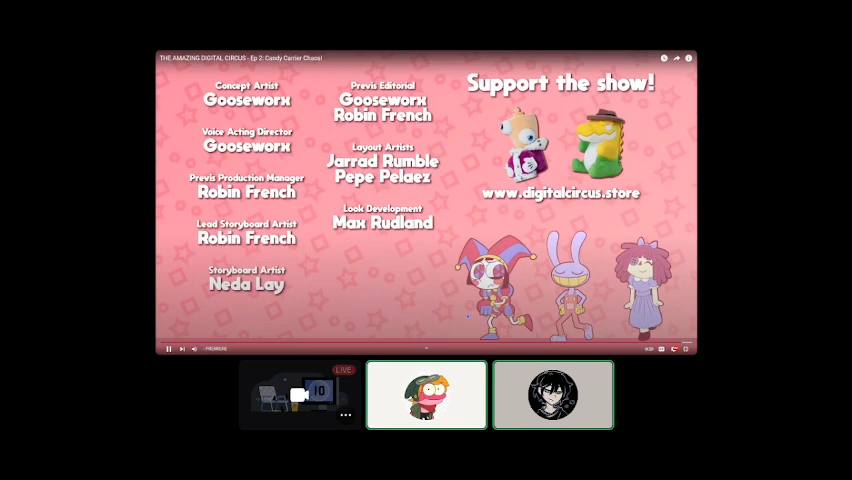 THE AMAZING DIGITAL CIRCUS - Ep 2: Candy Carrier Chaos!
Concept Artist
Gooseworx
Voice Acting Director
Gooseworx
Previs Production Manager
Robin French
Lead Storyboard Artist
Robin French
Storyboard Artist
Neda Lay
Previs Editorial
Gooseworx
Robin French
Layout Artists
Jarrad Rumble
Pepe Pelaez
Look Development
Max Rudland
Support the show!
www.digitalcircus.store
LIVE
10